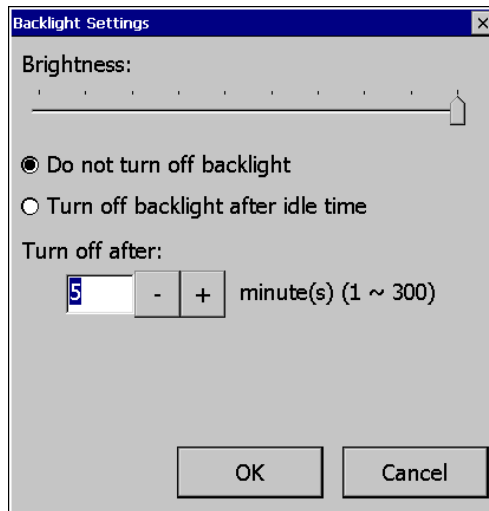 Backlight Settings
Brightness:
Do not turn off backlight
Turn off backlight after idle time
Turn off after:
5 - + minute(s) (1 ~ 300)
OK Cancel